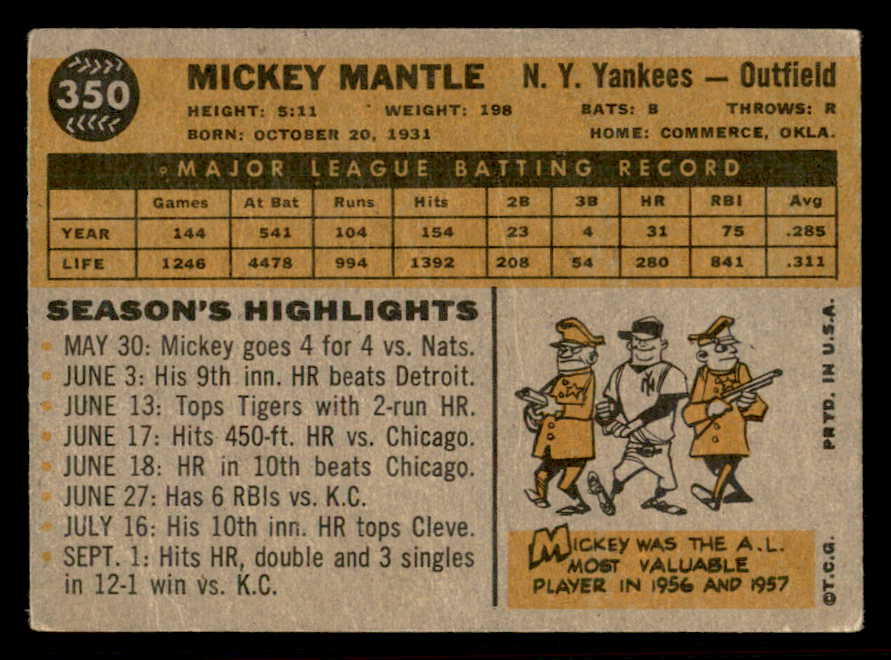 350
MICKEY MANTLE N. Y. Yankees — Outfield
HEIGHT: 5:11 WEIGHT: 198 BATS: B THROWS: R
BORN: OCTOBER 20, 1931 HOME: COMMERCE, OKLA.
MAJOR LEAGUE BATTING RECORD
Games At Bat Runs Hits 2B 3B HR RBI Avg
YEAR 144 541 104 154 23 4 31 75 .285
LIFE 1246 4478 994 1392 208 54 280 841 .311
SEASON'S HIGHLIGHTS
• MAY 30: Mickey goes 4 for 4 vs. Nats.
• JUNE 3: His 9th inn. HR beats Detroit.
• JUNE 13: Tops Tigers with 2-run HR.
• JUNE 17: Hits 450-ft. HR vs. Chicago.
• JUNE 18: HR in 10th beats Chicago.
• JUNE 27: Has 6 RBIs vs. K.C.
• JULY 16: His 10th inn. HR tops Cleve.
• SEPT. 1: Hits HR, double and 3 singles
in 12-1 win vs. K.C.
NY
MICKEY WAS THE A.L.
MOST VALUABLE
PLAYER IN 1956 AND 1957
©T.C.G. PRTD. IN U.S.A.